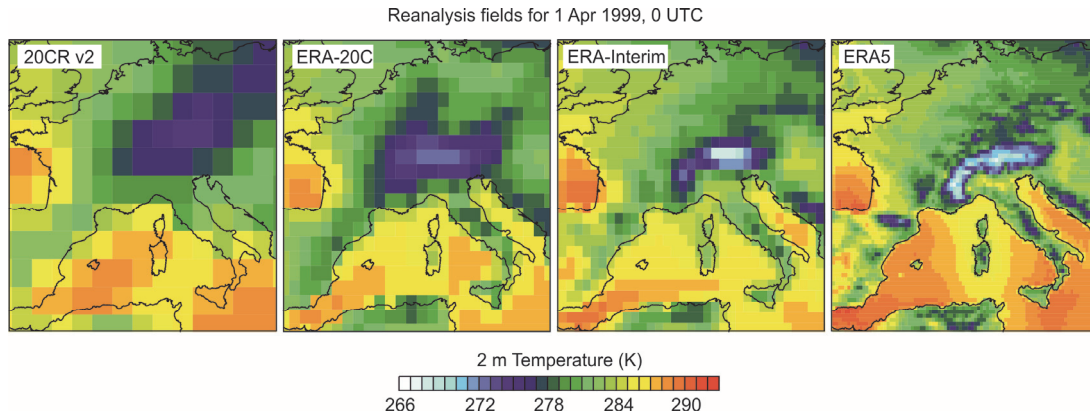 Reanalysis fields for 1 Apr 1999, 0 UTC
20CR v2
ERA-20C
ERA-Interim
ERA5
2 m Temperature (K)
266 272 278 284 290